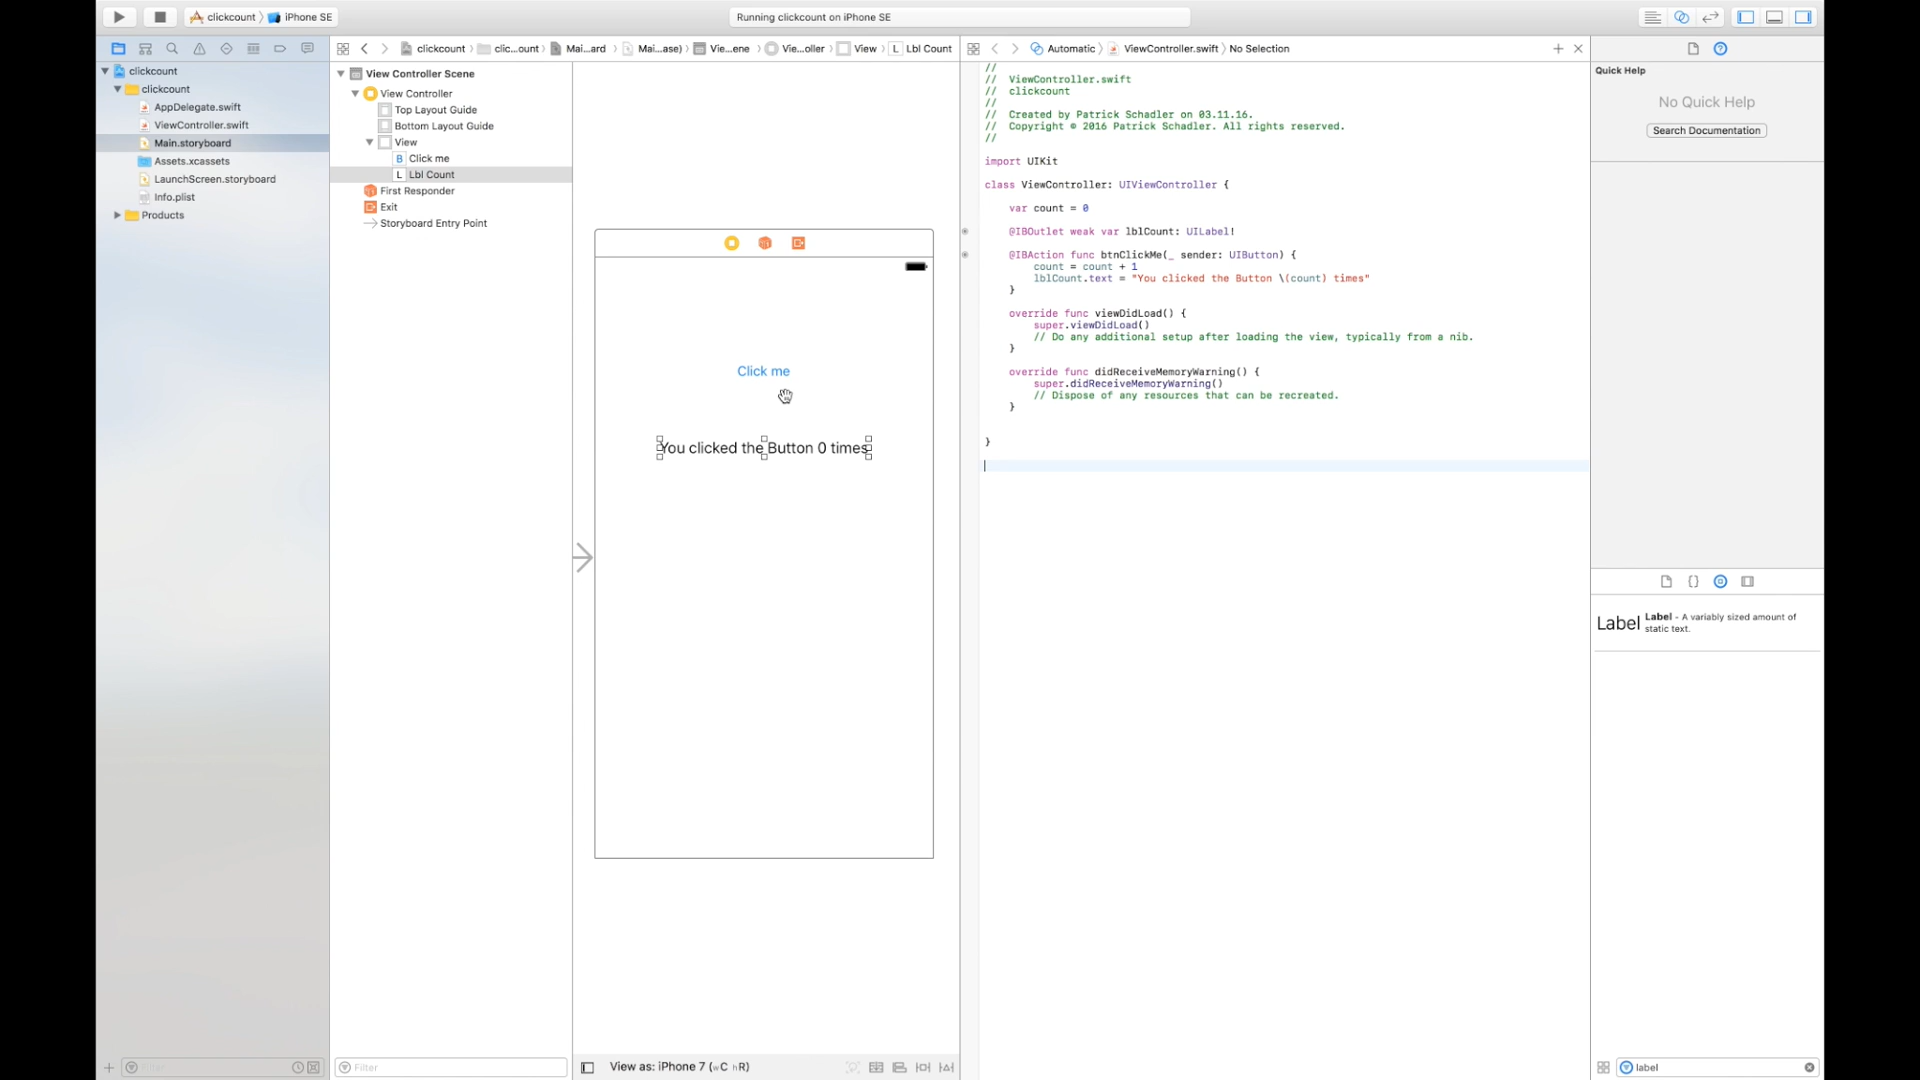 clickcount
iPhone SE
Running clickcount on iPhone SE
clickcount
clic...ount
Mai...ard
Mai...ase)
Vie...ene
Vie...oller
View
L Lbl Count
Automatic
ViewController.swift
No Selection
clickcount
clickcount
AppDelegate.swift
ViewController.swift
Main.storyboard
Assets.xcassets
LaunchScreen.storyboard
Info.plist
Products
View Controller Scene
View Controller
Top Layout Guide
Bottom Layout Guide
View
B Click me
L Lbl Count
First Responder
Exit
Storyboard Entry Point
Click me
You clicked the Button 0 times
//
// ViewController.swift
// clickcount
//
// Created by Patrick Schadler on 03.11.16.
// Copyright © 2016 Patrick Schadler. All rights reserved.
//
import UIKit
class ViewController: UIViewController {
var count = 0
@IBOutlet weak var lblCount: UILabel!
@IBAction func btnClickMe(_ sender: UIButton) {
count = count + 1
lblCount.text = "You clicked the Button \(count) times"
}
override func viewDidLoad() {
super.viewDidLoad()
// Do any additional setup after loading the view, typically from a nib.
}
override func didReceiveMemoryWarning() {
super.didReceiveMemoryWarning()
// Dispose of any resources that can be recreated.
}
}
Quick Help
No Quick Help
Search Documentation
{}
Label
Label - A variably sized amount of
static text.
Filter
Filter
View as: iPhone 7 (wC hR)
label